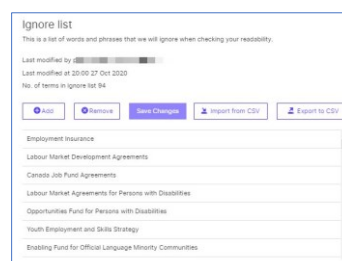 Ignore list
This is a list of words and phrases that we will ignore when checking your readability.
Last modified by
Last modified at 20:00 27 Oct 2020
No. of terms in ignore list 94
Add Remove Save Changes Import from CSV Export to CSV
Employment Insurance
Labour Market Development Agreements
Canada Job Fund Agreements
Labour Market Agreements for Persons with Disabilities
Opportunities Fund for Persons with Disabilities
Youth Employment and Skills Strategy
Enabling Fund for Official Language Minority Communities